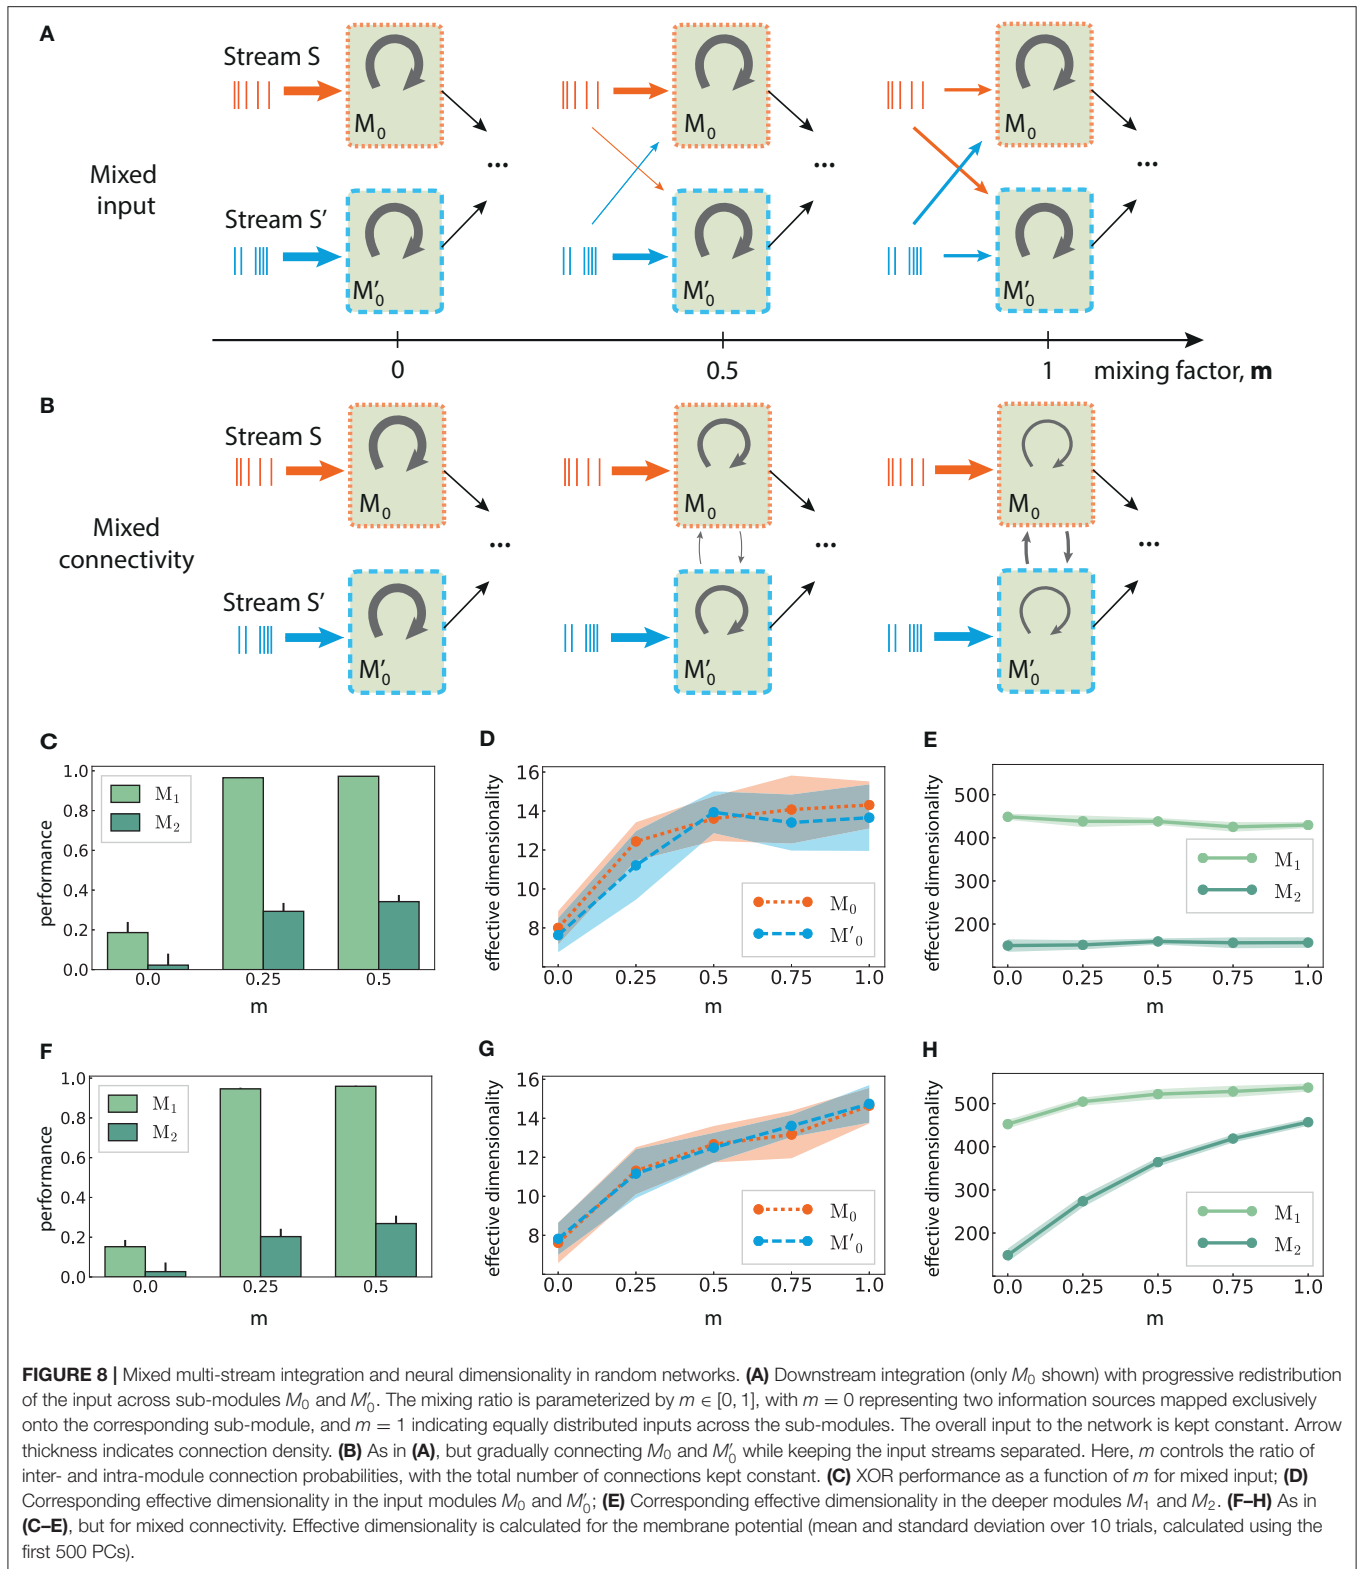 A
Stream S
M0
M0
M0
...
...
...
Mixed
input
Stream S'
M'0
M'0
M'0
0
0.5
1
mixing factor, m
B
Stream S
M0
M0
M0
...
...
...
Mixed
connectivity
Stream S'
M'0
M'0
M'0
C
1.0
0.8
0.6
0.4
0.2
0.0
performance
M1
M2
0.0
0.25
0.5
m
D
16
14
12
10
8
effective dimensionality
M0
M'0
0.0
0.25
0.5
0.75
1.0
m
E
500
400
300
150
effective dimensionality
M1
M2
0.0
0.25
0.5
0.75
1.0
m
F
1.0
0.8
0.6
0.4
0.2
0.0
performance
M1
M2
0.0
0.25
0.5
m
G
16
14
12
10
8
effective dimensionality
M0
M'0
0.0
0.25
0.5
0.75
1.0
m
H
500
400
300
200
effective dimensionality
M1
M2
0.0
0.25
0.5
0.75
1.0
m
FIGURE 8 | Mixed multi-stream integration and neural dimensionality in random networks. (A) Downstream integration (only M0 shown) with progressive redistribution
of the input across sub-modules M0 and M'0. The mixing ratio is parameterized by m ∈ [0, 1], with m = 0 representing two information sources mapped exclusively
onto the corresponding sub-module, and m = 1 indicating equally distributed inputs across the sub-modules. The overall input to the network is kept constant. Arrow
thickness indicates connection density. (B) As in (A), but gradually connecting M0 and M'0 while keeping the input streams separated. Here, m controls the ratio of
inter- and intra-module connection probabilities, with the total number of connections kept constant. (C) XOR performance as a function of m for mixed input; (D)
Corresponding effective dimensionality in the input modules M0 and M'0; (E) Corresponding effective dimensionality in the deeper modules M1 and M2. (F–H) As in
(C–E), but for mixed connectivity. Effective dimensionality is calculated for the membrane potential (mean and standard deviation over 10 trials, calculated using the
first 500 PCs).